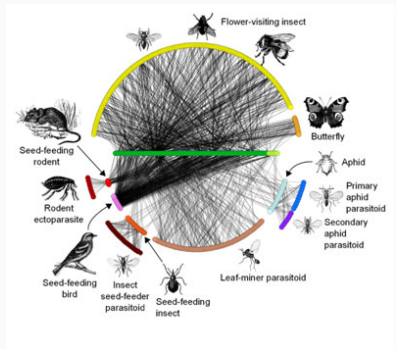 Flower-visiting insect
Butterfly
Seed-feeding
rodent
Aphid
Primary
aphid
parasitoid
Rodent
ectoparasite
Secondary
aphid
parasitoid
Seed-feeding
bird
Insect
seed-feeder
parasitoid
Seed-feeding
insect
Leaf-miner parasitoid